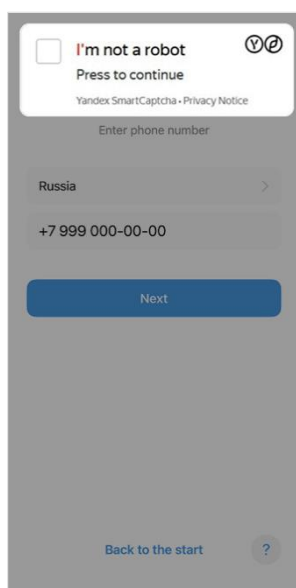 I'm not a robot
Press to continue
Yandex SmartCaptcha • Privacy Notice
Enter phone number
Russia
+7 999 000-00-00
Next
Back to the start
?